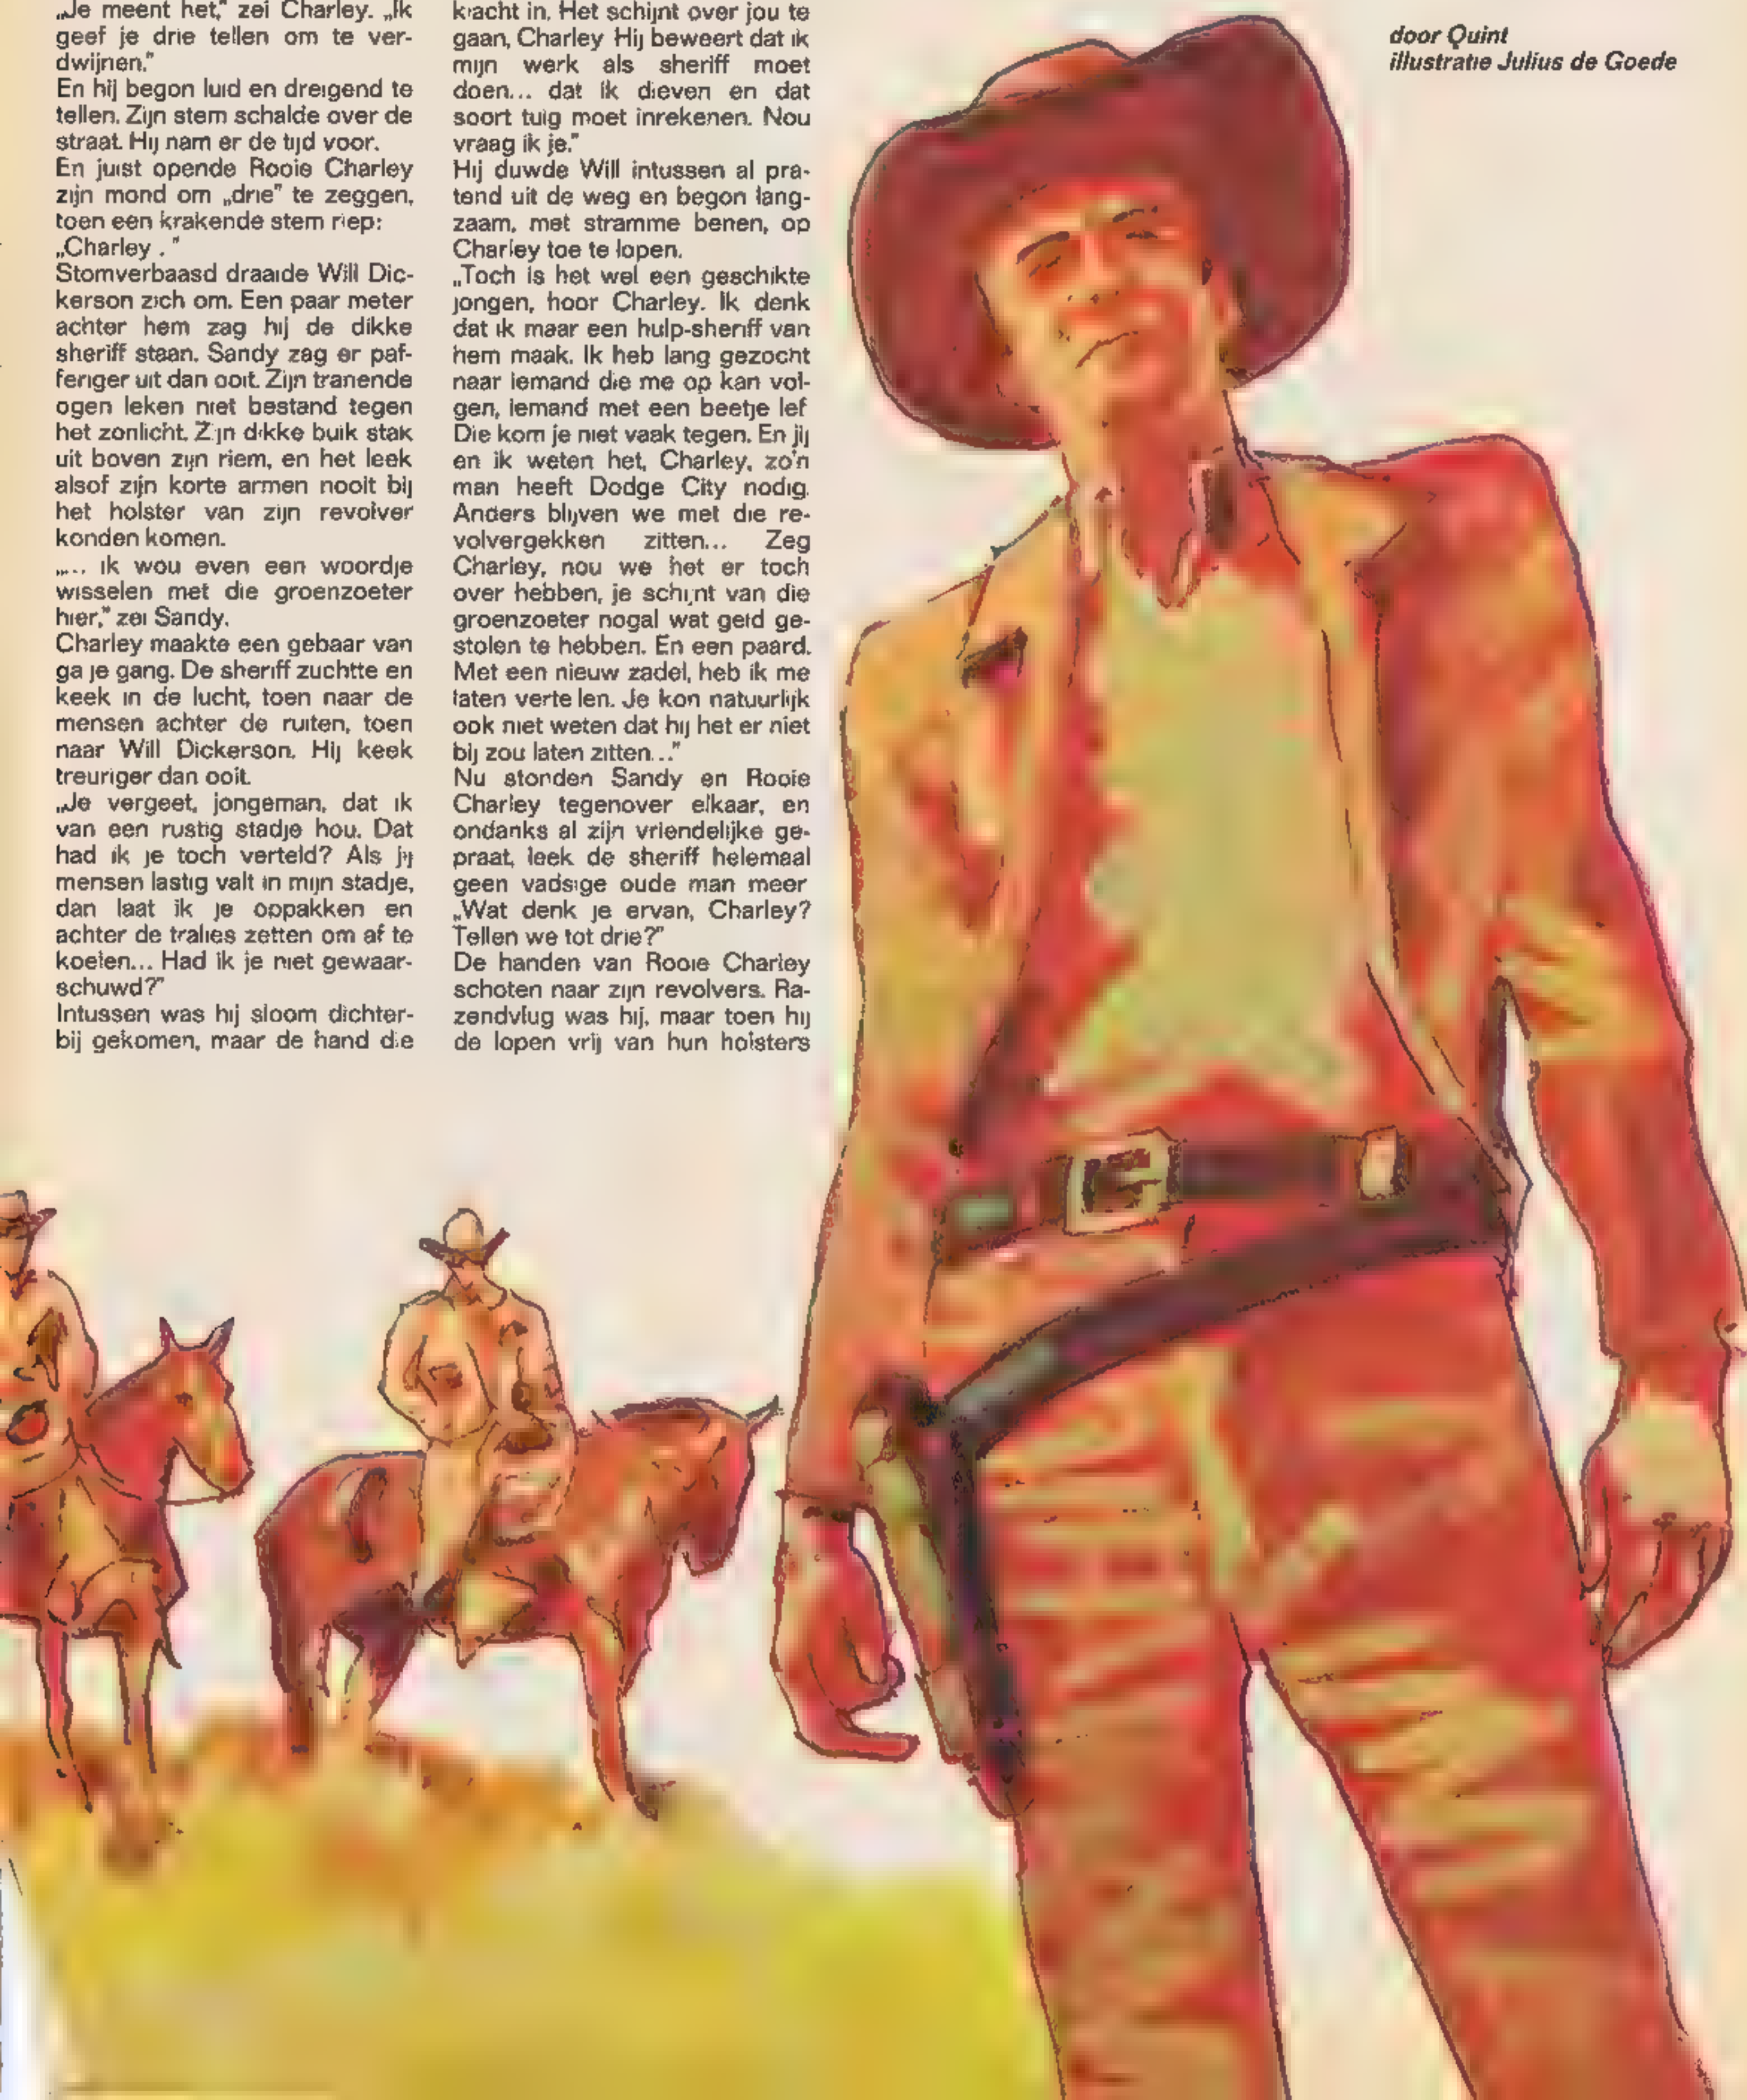 „Je meent het,” zei Charley. „Ik
geef je drie tellen om te ver-
dwijnen.”
En hij begon luid en dreigend te
tellen. Zijn stem schalde over de
straat. Hij nam er de tijd voor.
En juist opende Rooie Charley
zijn mond om „drie” te zeggen,
toen een krakende stem riep:
„Charley .”
Stomverbaasd draaide Will Dic-
kerson zich om. Een paar meter
achter hem zag hij de dikke
sheriff staan. Sandy zag er paf-
feriger uit dan ooit. Zijn tranende
ogen leken niet bestand tegen
het zonlicht. Zijn dikke buik stak
uit boven zijn riem, en het leek
alsof zijn korte armen nooit bij
het holster van zijn revolver
konden komen.
„... ik wou even een woordje
wisselen met die groenzoeter
hier,” zei Sandy.
Charley maakte een gebaar van
ga je gang. De sheriff zuchtte en
keek in de lucht, toen naar de
mensen achter de ruiten, toen
naar Will Dickerson. Hij keek
treuriger dan ooit.
„Je vergeet, jongeman, dat ik
van een rustig stadje hou. Dat
had ik je toch verteld? Als jij
mensen lastig valt in mijn stadje,
dan laat ik je oppakken en
achter de tralies zetten om af te
koelen... Had ik je niet gewaar-
schuwd?”
Intussen was hij sloom dichter-
bij gekomen, maar de hand die
kracht in. Het schijnt over jou te
gaan, Charley Hij beweert dat ik
mijn werk als sheriff moet
doen... dat ik dieven en dat
soort tuig moet inrekenen. Nou
vraag ik je.”
Hij duwde Will intussen al pra-
tend uit de weg en begon lang-
zaam, met stramme benen, op
Charley toe te lopen.
„Toch is het wel een geschikte
jongen, hoor Charley. Ik denk
dat ik maar een hulp-sheriff van
hem maak. Ik heb lang gezocht
naar iemand die me op kan vol-
gen, iemand met een beetje lef
Die kom je niet vaak tegen. En jij
en ik weten het, Charley, zo'n
man heeft Dodge City nodig.
Anders blijven we met die re-
volvergekken zitten... Zeg
Charley, nou we het er toch
over hebben, je schijnt van die
groenzoeter nogal wat geld ge-
stolen te hebben. En een paard.
Met een nieuw zadel, heb ik me
laten vertellen. Je kon natuurlijk
ook niet weten dat hij het er niet
bij zou laten zitten...”
Nu stonden Sandy en Rooie
Charley tegenover elkaar, en
ondanks al zijn vriendelijke ge-
praat, leek de sheriff helemaal
geen vadsige oude man meer
„Wat denk je ervan, Charley?
Tellen we tot drie?”
De handen van Rooie Charley
schoten naar zijn revolvers. Ra-
zendvlug was hij, maar toen hij
de lopen vrij van hun holsters
door Quint
illustratie Julius de Goede